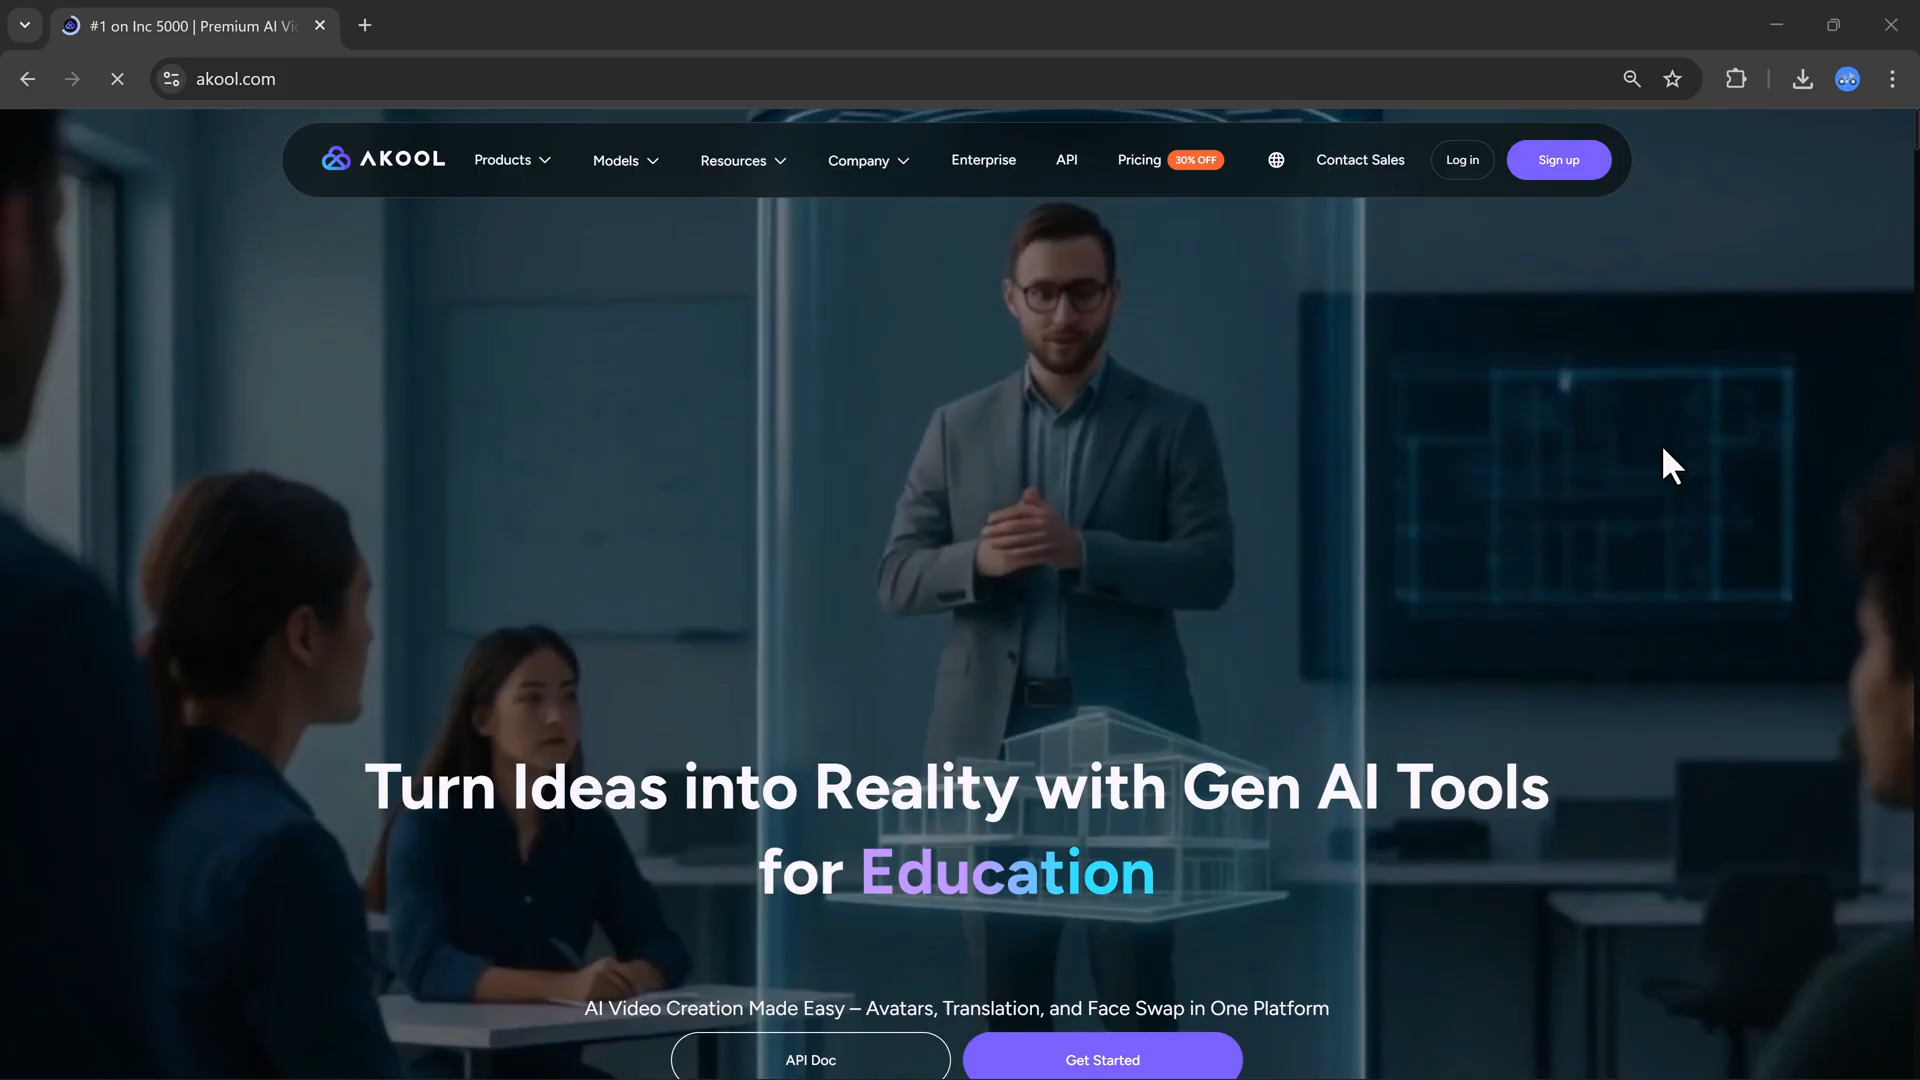 #1 on Inc 5000 | Premium AI Vi
akool.com
AKOOL
Products
Models
Resources
Company
Enterprise
API
Pricing 30% OFF
Contact Sales
Log in
Sign up
Turn Ideas into Reality with Gen AI Tools
for Education
AI Video Creation Made Easy – Avatars, Translation, and Face Swap in One Platform
API Doc
Get Started